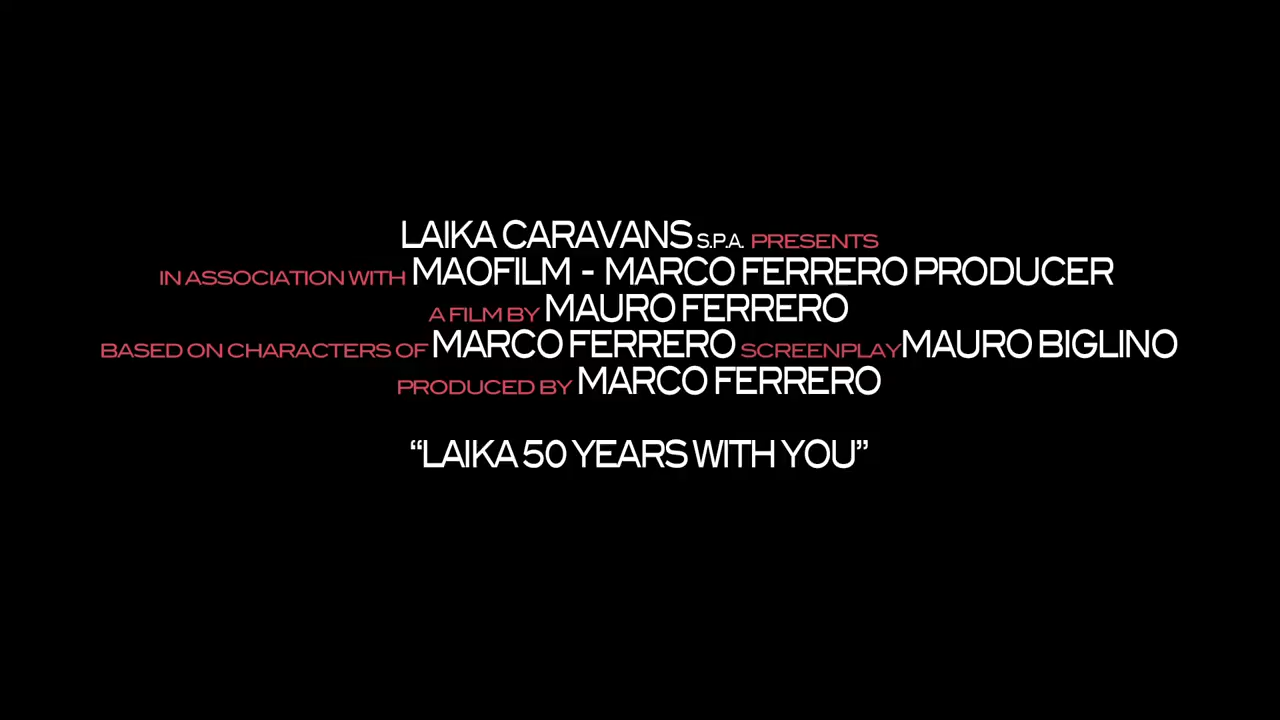 LAIKA CARAVANS S.P.A. PRESENTS
IN ASSOCIATION WITH MAOFILM - MARCO FERRERO PRODUCER
A FILM BY MAURO FERRERO
BASED ON CHARACTERS OF MARCO FERRERO SCREENPLAY MAURO BIGLINO
PRODUCED BY MARCO FERRERO
“LAIKA 50 YEARS WITH YOU”